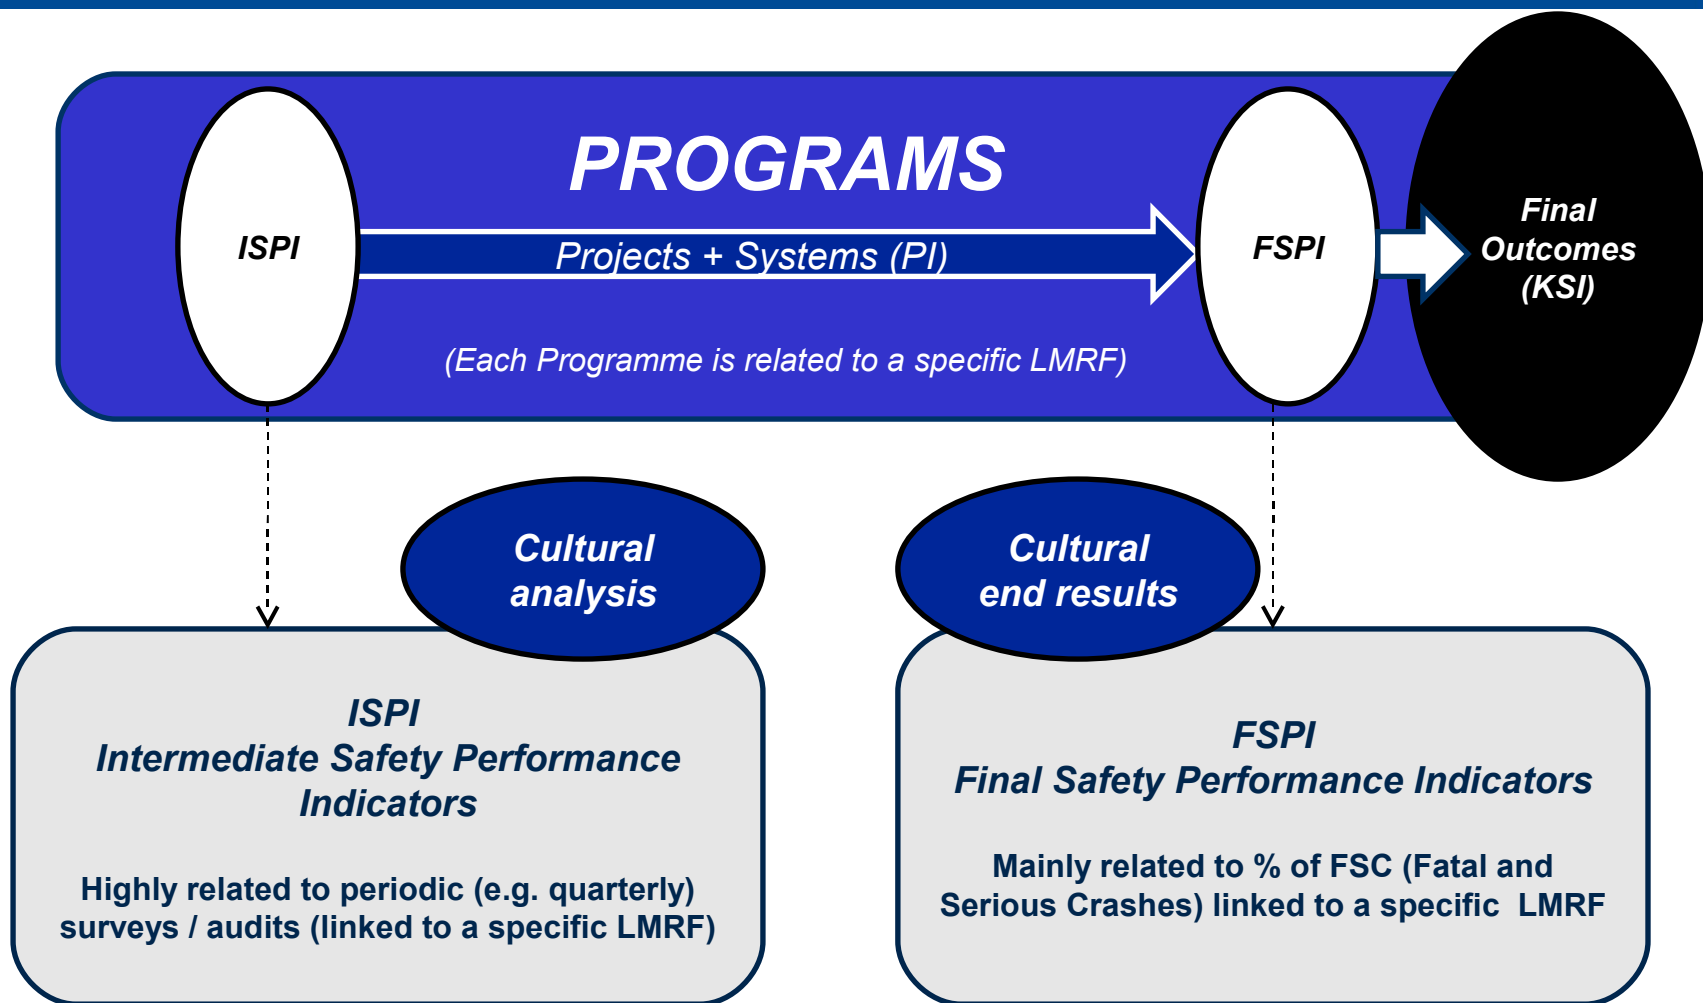 PROGRAMS
ISPI
Projects + Systems (PI)
FSPI
Final
Outcomes
(KSI)
(Each Programme is related to a specific LMRF)
Cultural
analysis
Cultural
end results
ISPI
Intermediate Safety Performance
Indicators
Highly related to periodic (e.g. quarterly)
surveys / audits (linked to a specific LMRF)
FSPI
Final Safety Performance Indicators
Mainly related to % of FSC (Fatal and
Serious Crashes) linked to a specific LMRF